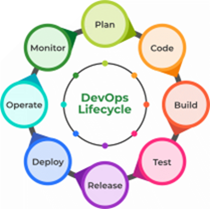 Plan
Code
Build
Test
Release
Deploy
Operate
Monitor
DevOps
Lifecycle